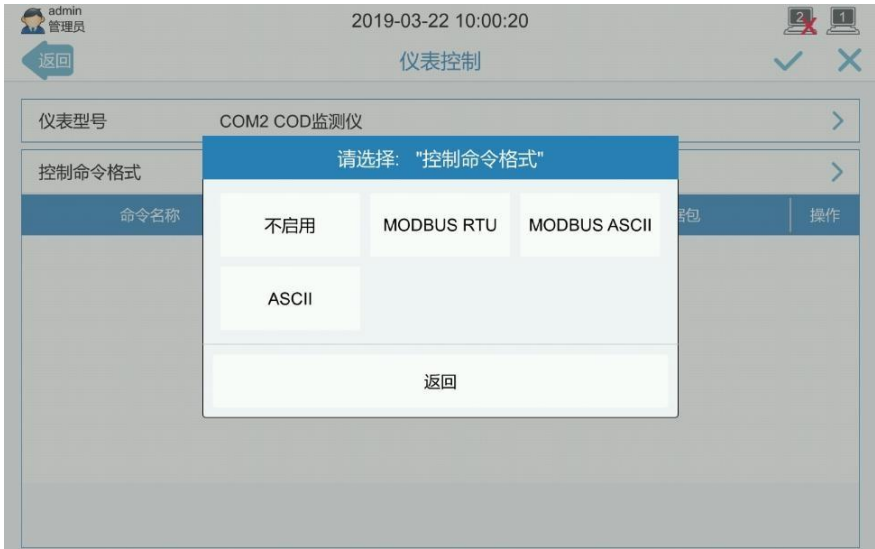 admin
管理员
2019-03-22 10:00:20
2
1
返回
仪表控制
仪表型号
COM2 COD监测仪
控制命令格式
请选择: "控制命令格式"
命令名称
据包
操作
不启用
MODBUS RTU
MODBUS ASCII
ASCII
返回